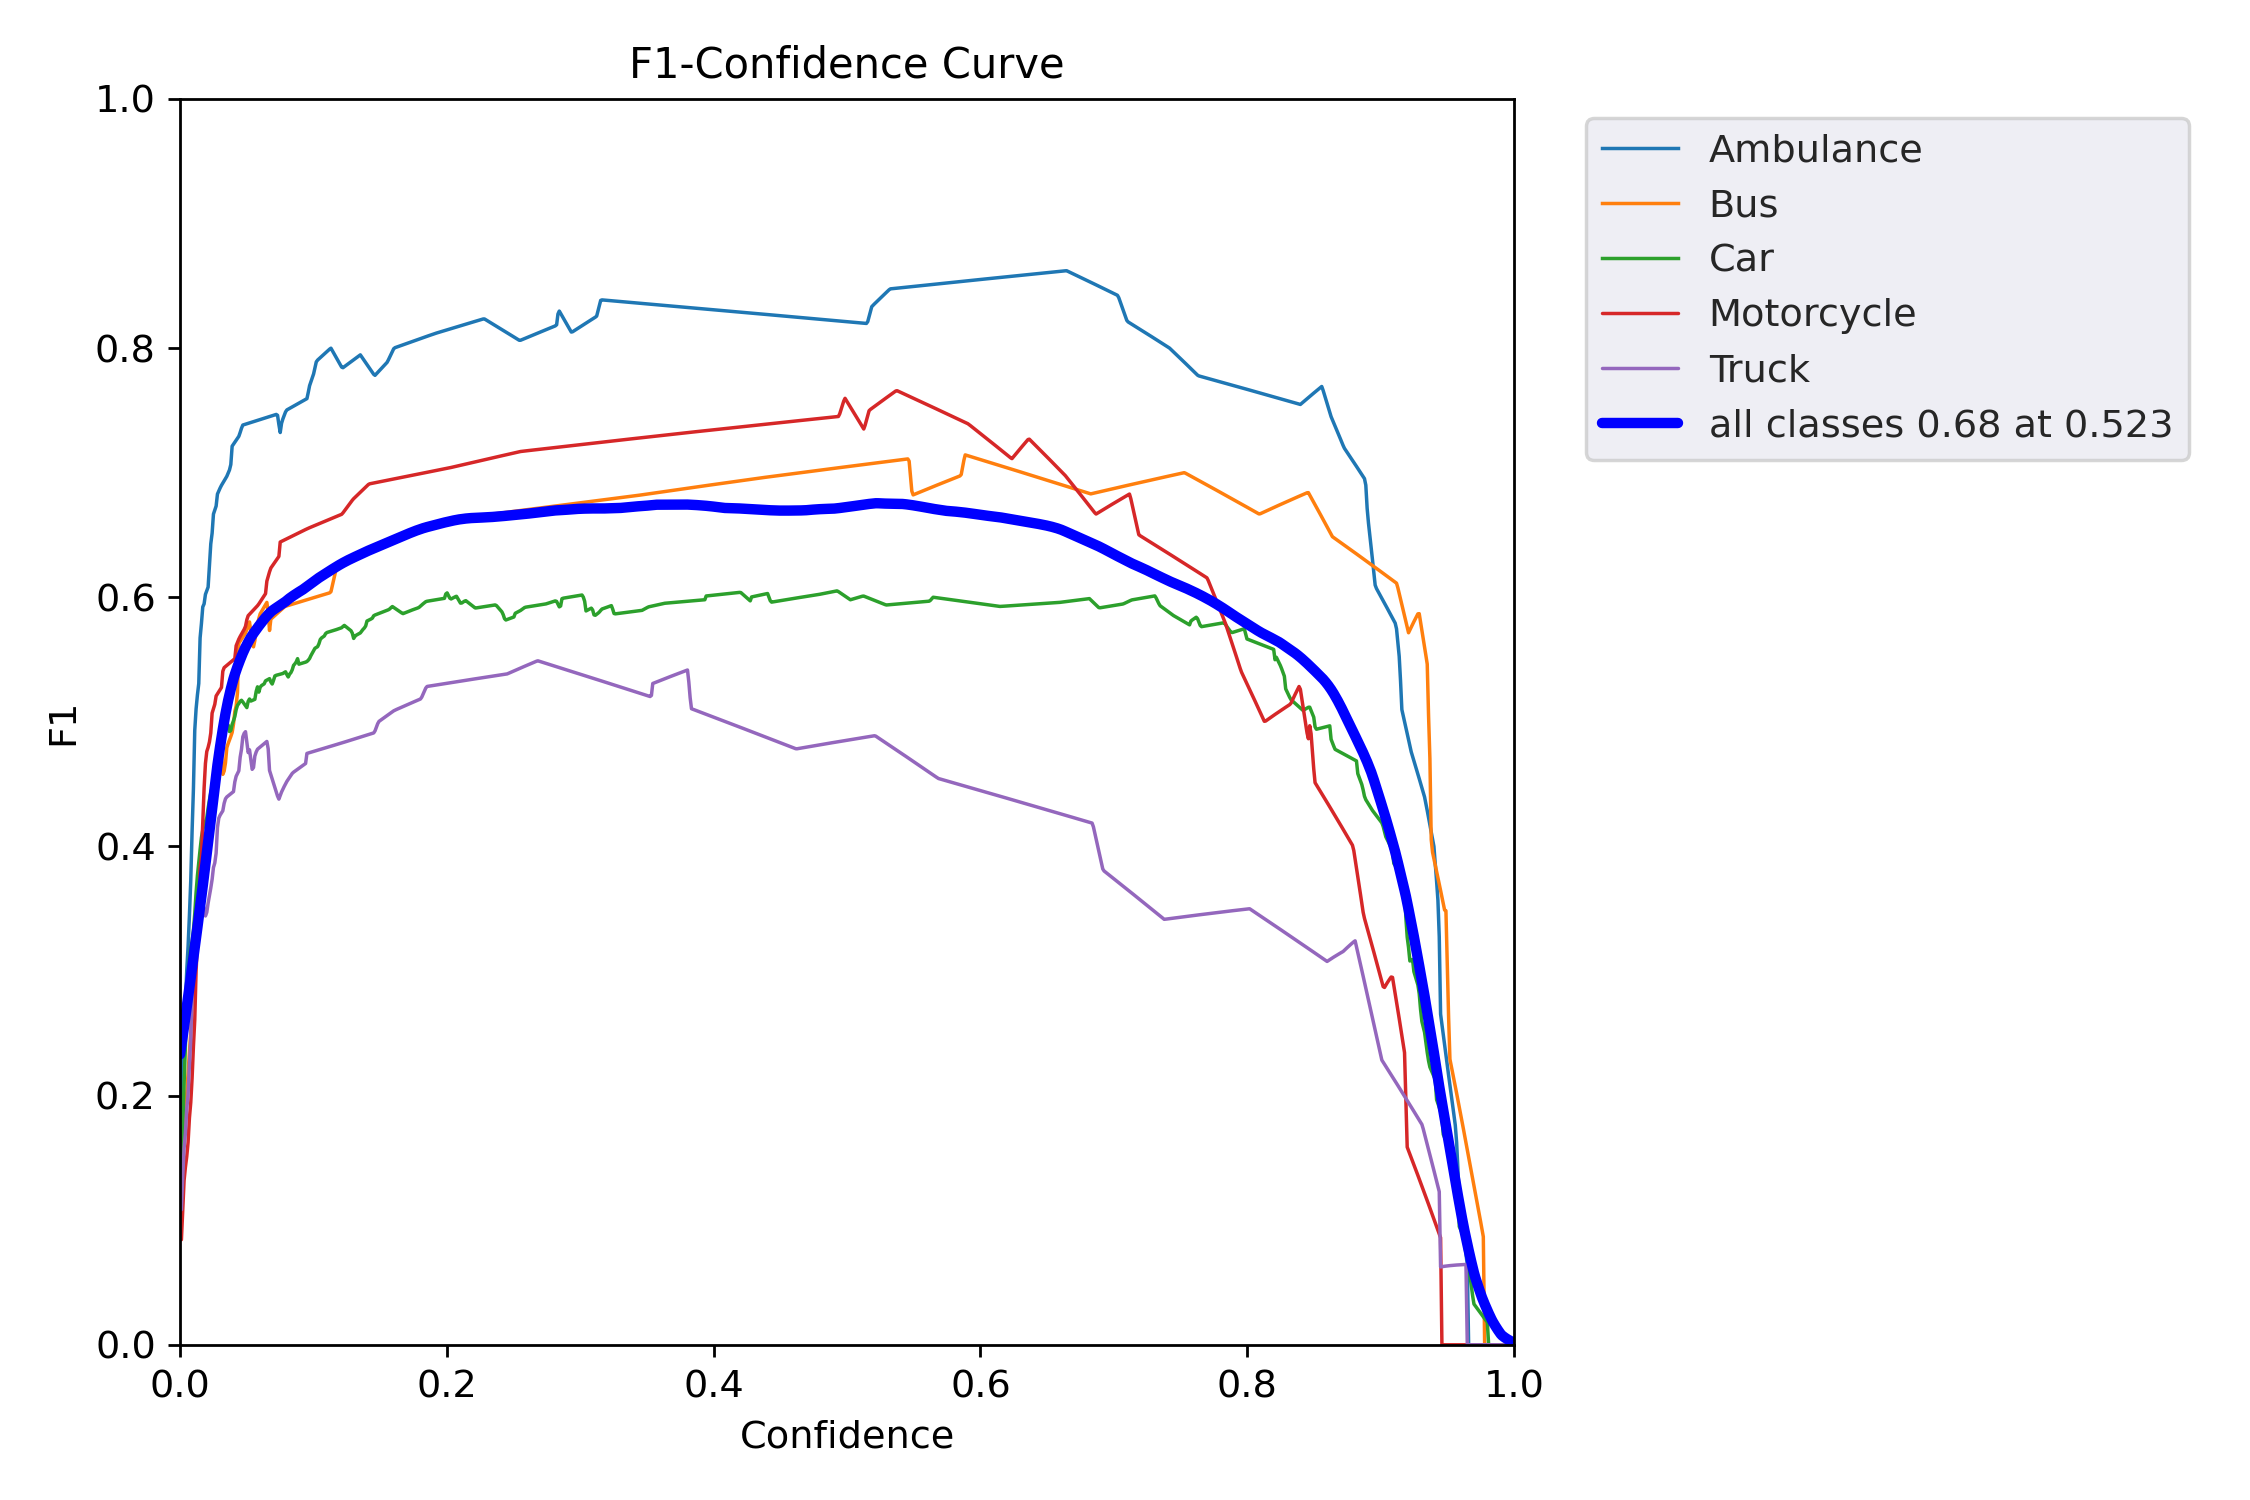 F1-Confidence Curve
1.0
0.8
0.6
0.4
0.2
0.0
F1
0.0 0.2 0.4 0.6 0.8 1.0
Confidence
Ambulance
Bus
Car
Motorcycle
Truck
all classes 0.68 at 0.523